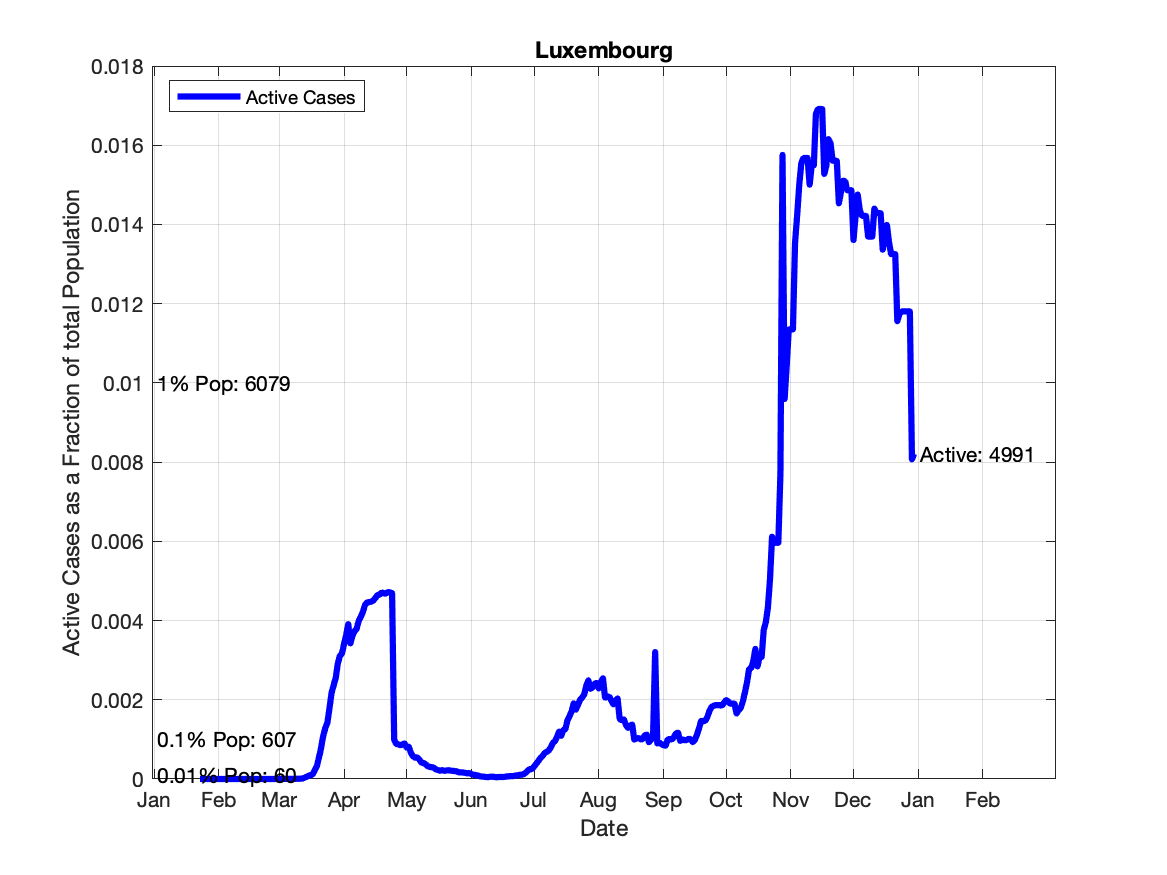 Luxembourg
Active Cases
0.018
0.016
0.014
0.012
0.01
0.008
0.006
0.004
0.002
0
Active Cases as a Fraction of total Population
1% Pop: 6079
0.1% Pop: 607
0.01% Pop: 60
Active: 4991
Jan Feb Mar Apr May Jun Jul Aug Sep Oct Nov Dec Jan Feb
Date